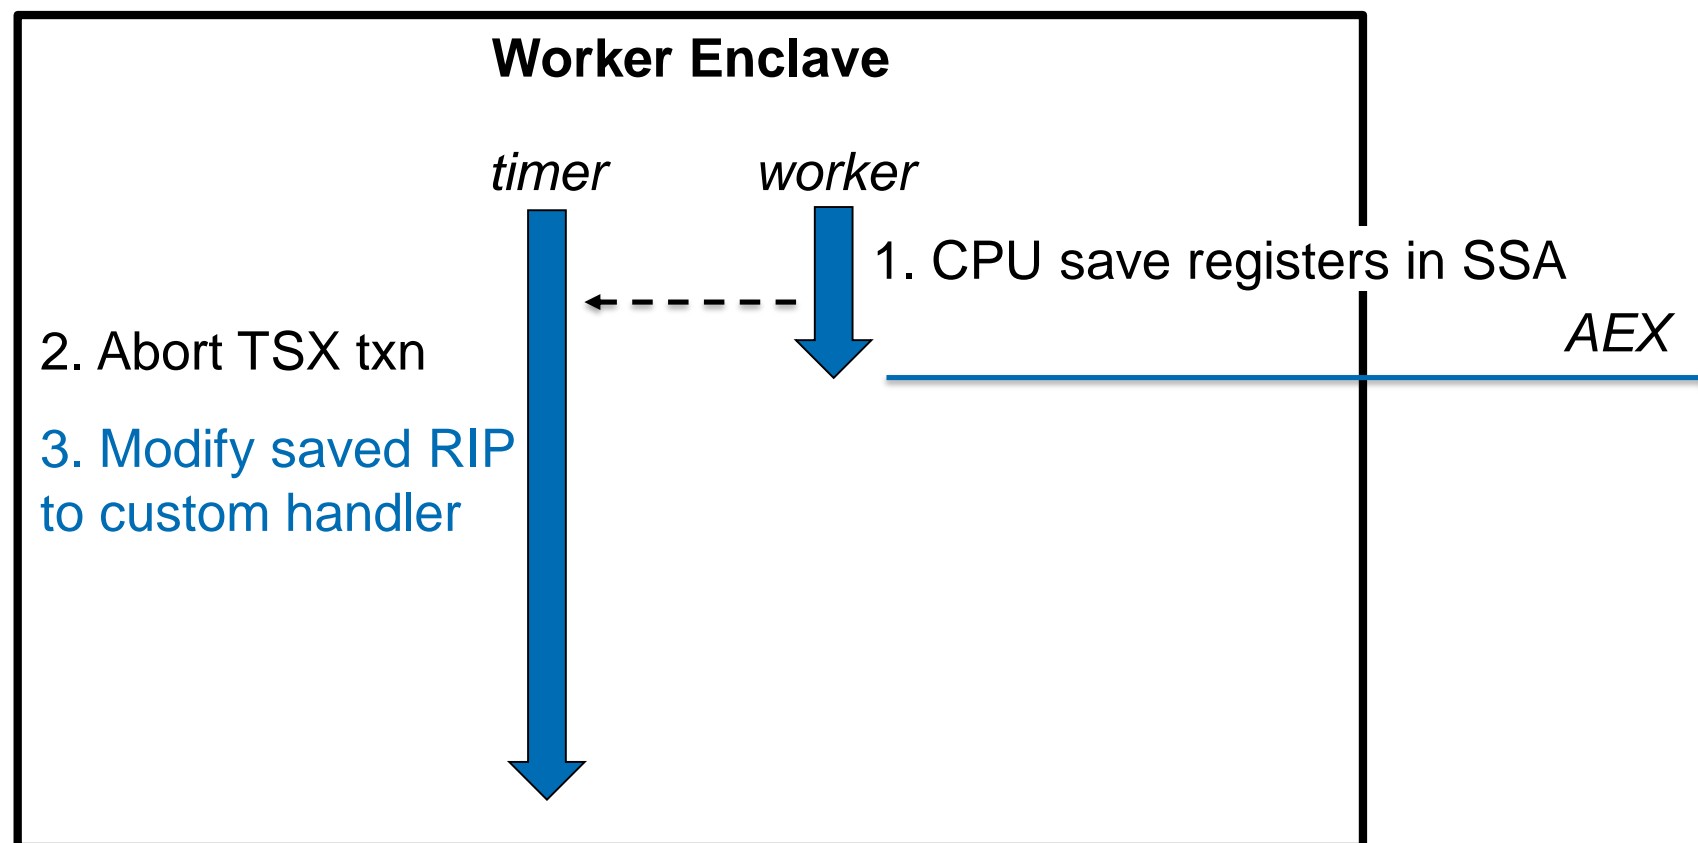 Worker Enclave
timer
worker
1. CPU save registers in SSA
AEX
2. Abort TSX txn
3. Modify saved RIP
to custom handler